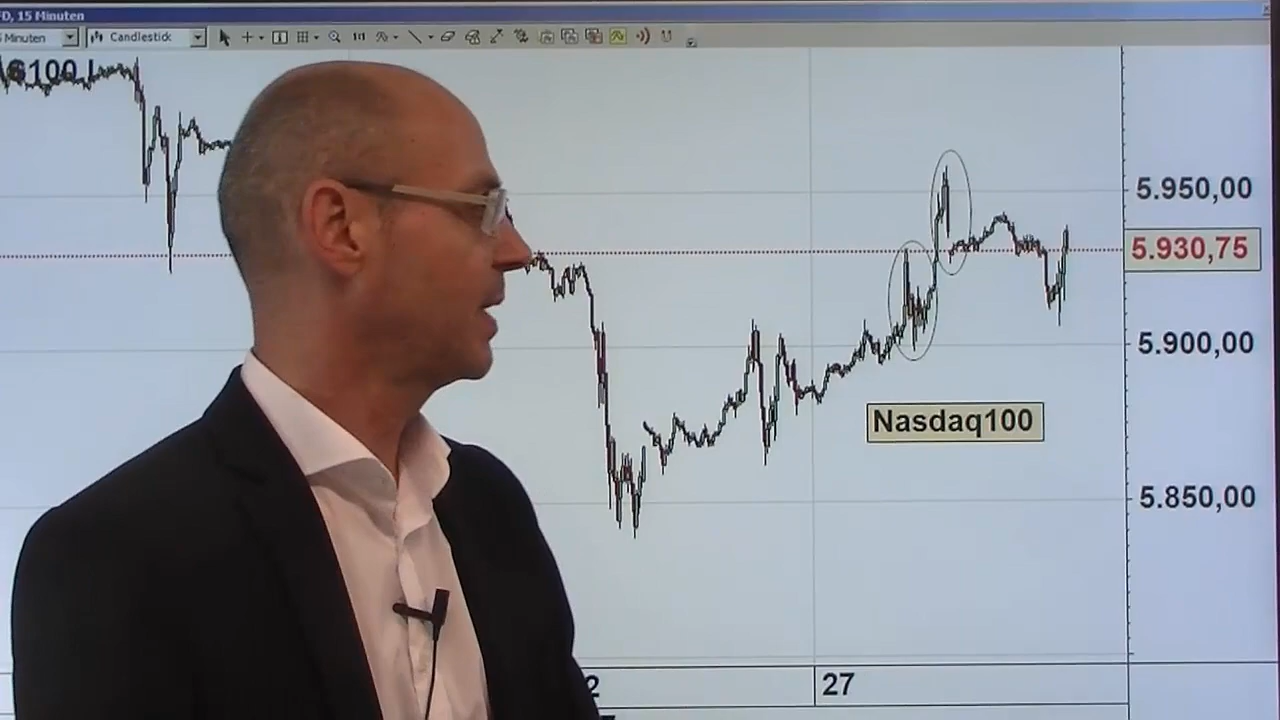 D, 15 Minuten
Minuten
Candlestick
100
5.950,00
5.930,75
5.900,00
Nasdaq100
5.850,00
2
27